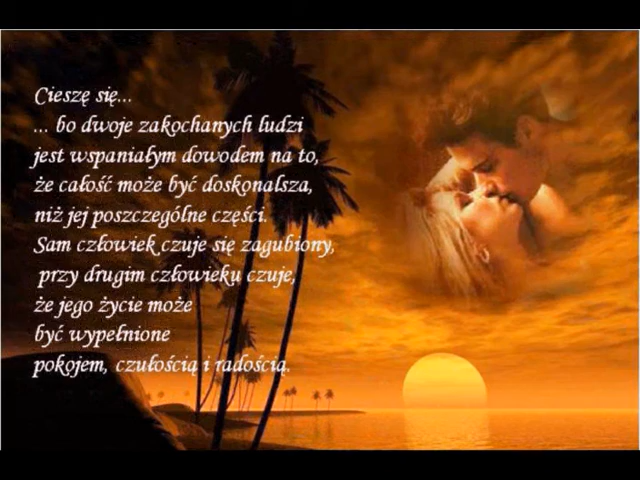 Cieszę się...
... bo dwoje zakochanych ludzi
jest wspaniałym dowodem na to,
że całość może być doskonalsza,
niż jej poszczególne części.
Sam człowiek czuje się zagubiony,
przy drugim człowieku czuje,
że jego życie może
być wypełnione
pokojem, czułością i radością.